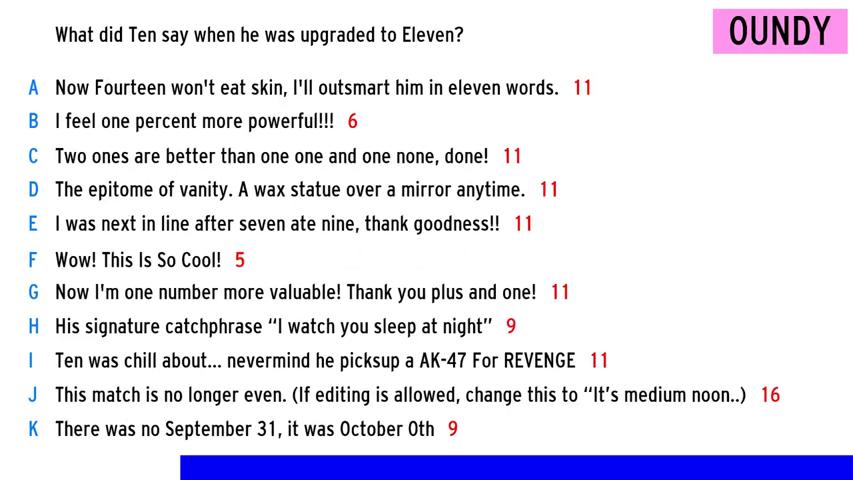 What did Ten say when he was upgraded to Eleven?
OUNDY
A Now Fourteen won't eat skin, I'll outsmart him in eleven words. 11
B I feel one percent more powerful!!! 6
C Two ones are better than one one and one none, done! 11
D The epitome of vanity. A wax statue over a mirror anytime. 11
E I was next in line after seven ate nine, thank goodness!! 11
F Wow! This Is So Cool! 5
G Now I'm one number more valuable! Thank you plus and one! 11
H His signature catchphrase “I watch you sleep at night” 9
I Ten was chill about... nevermind he picksup a AK-47 For REVENGE 11
J This match is no longer even. (If editing is allowed, change this to “It’s medium noon..) 16
K There was no September 31, it was October 0th 9